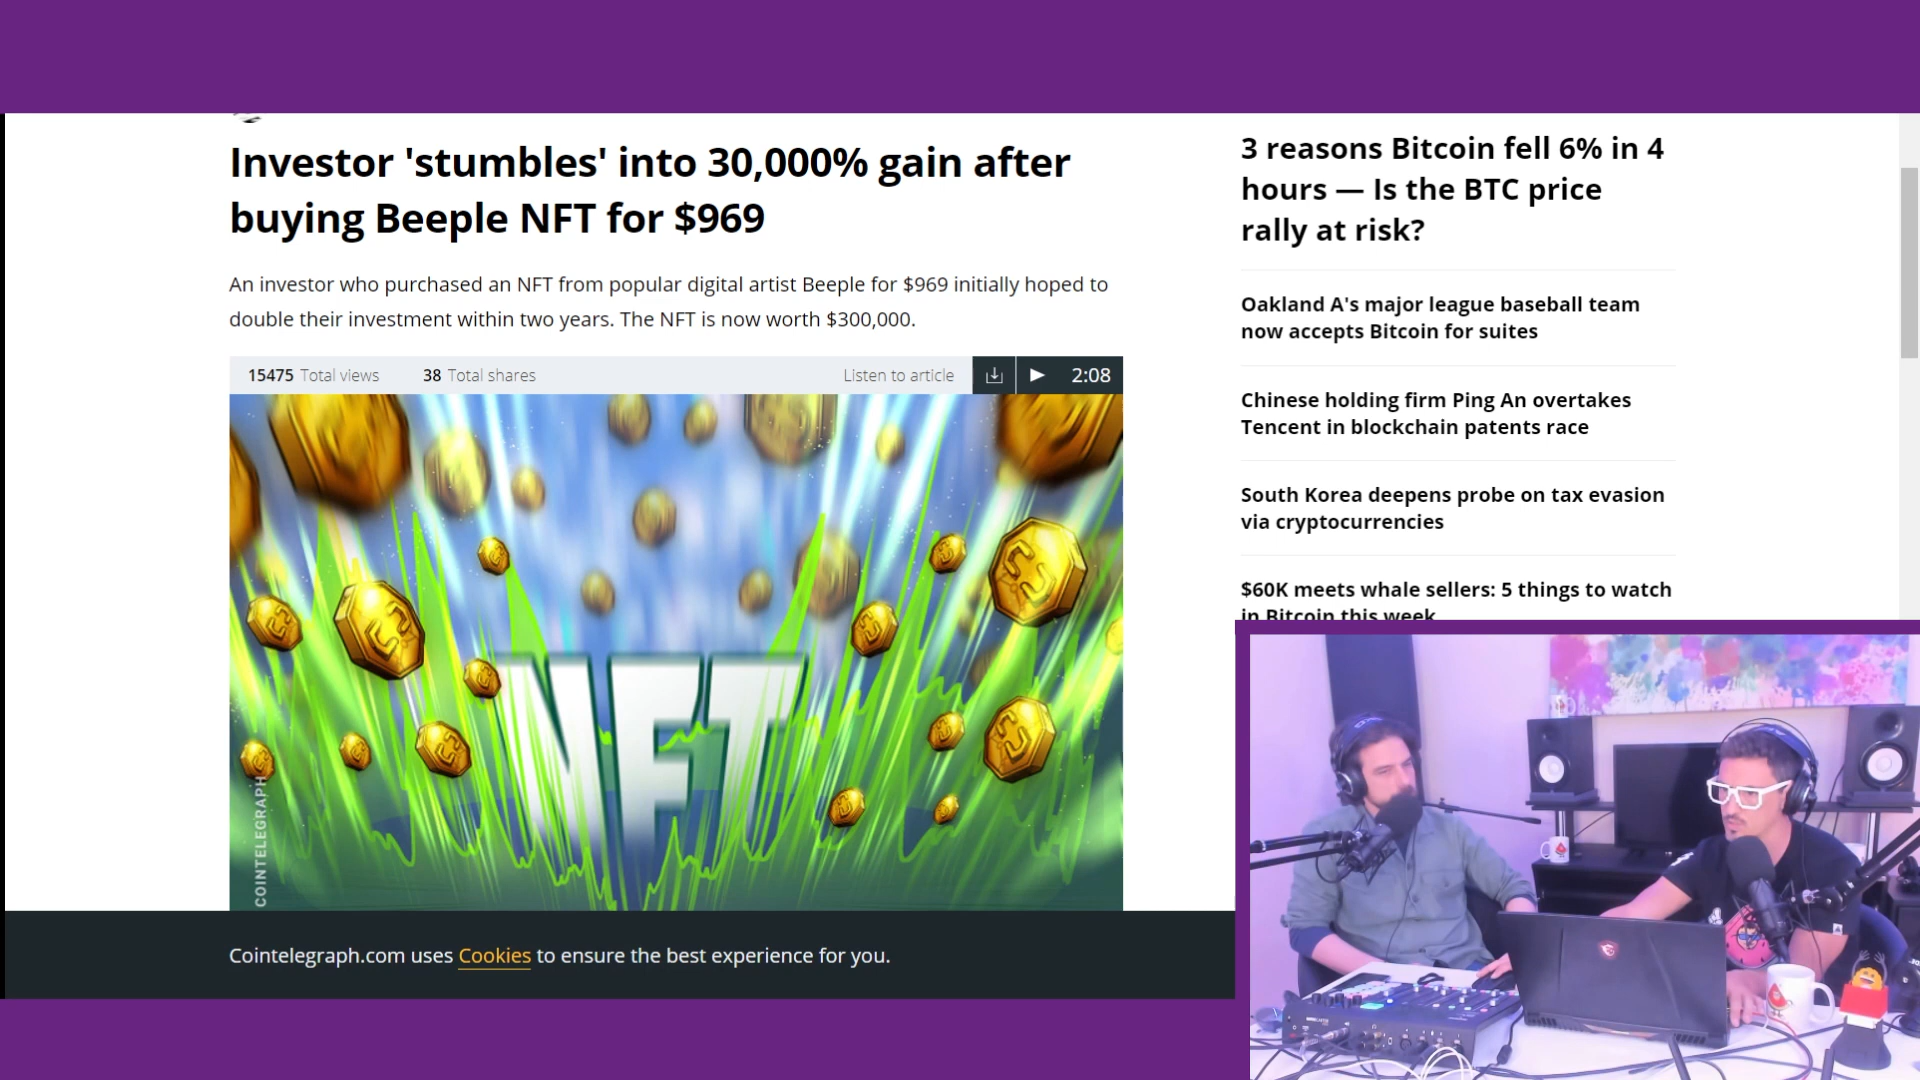 Investor 'stumbles' into 30,000% gain after
buying Beeple NFT for $969
An investor who purchased an NFT from popular digital artist Beeple for $969 initially hoped to
double their investment within two years. The NFT is now worth $300,000.
15475 Total views 38 Total shares Listen to article 2:08
NFT
COINTELEGRAPH
Cointelegraph.com uses Cookies to ensure the best experience for you.
3 reasons Bitcoin fell 6% in 4
hours — Is the BTC price
rally at risk?
Oakland A's major league baseball team
now accepts Bitcoin for suites
Chinese holding firm Ping An overtakes
Tencent in blockchain patents race
South Korea deepens probe on tax evasion
via cryptocurrencies
$60K meets whale sellers: 5 things to watch
in Bitcoin this week